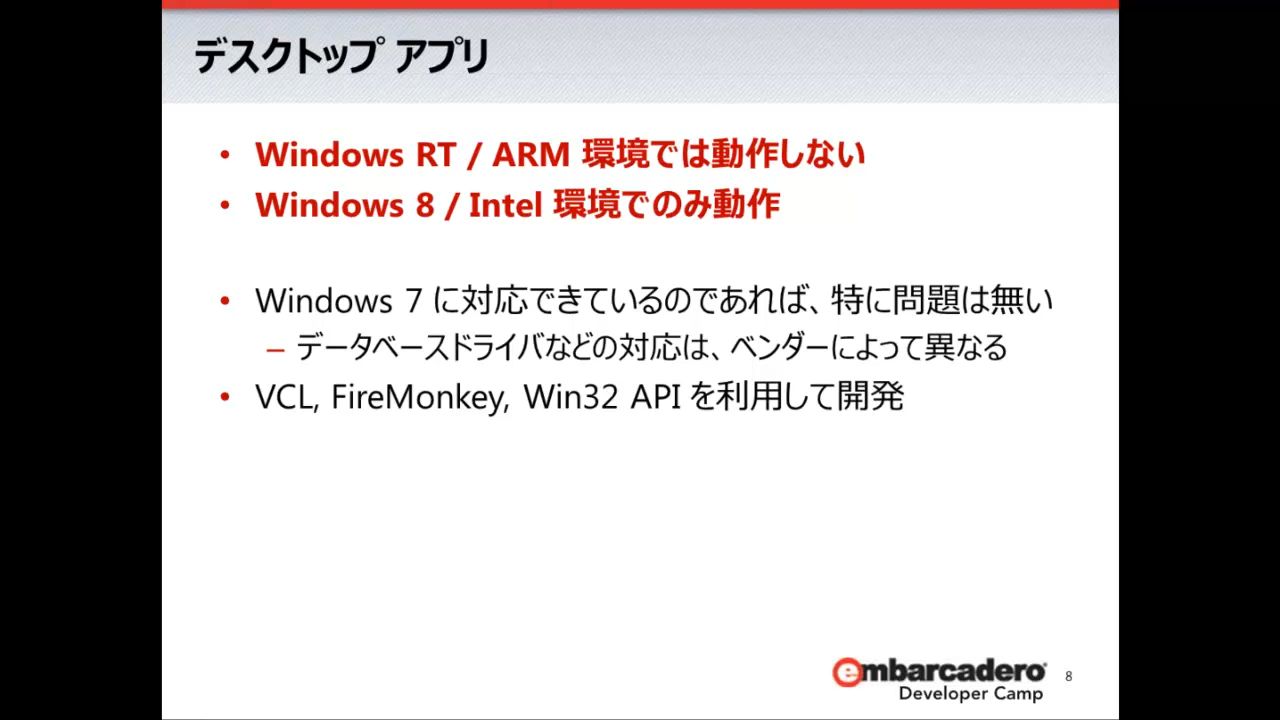 デスクトップ アプリ
• Windows RT / ARM 環境では動作しない
• Windows 8 / Intel 環境でのみ動作
• Windows 7 に対応できているのであれば、特に問題は無い
– データベースドライバなどの対応は、ベンダーによって異なる
• VCL, FireMonkey, Win32 API を利用して開発
embarcadero
Developer Camp
8